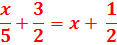 x/5 + 3/2 = x + 1/2